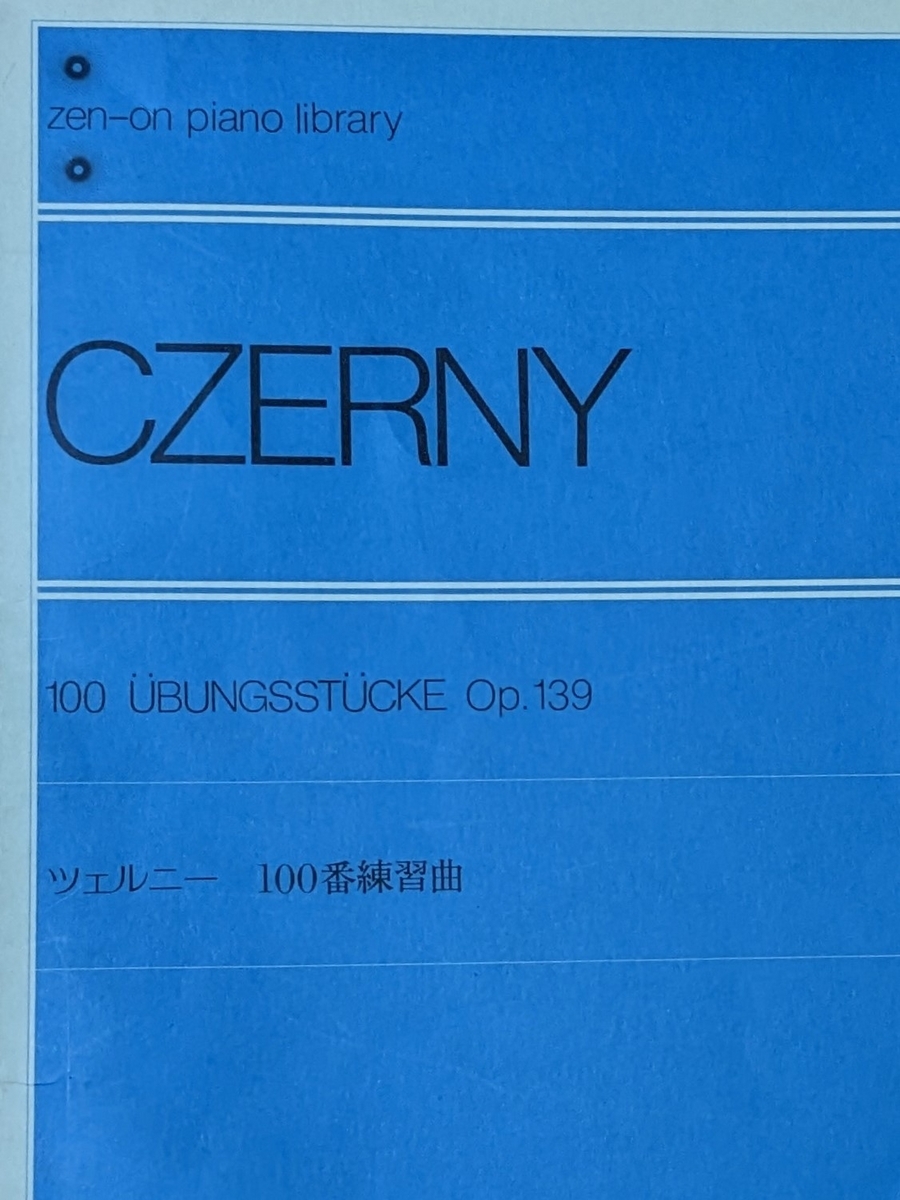 zen-on piano library
CZERNY
100 ÜBUNGSSTÜCKE Op.139
ツェルニー 100番練習曲